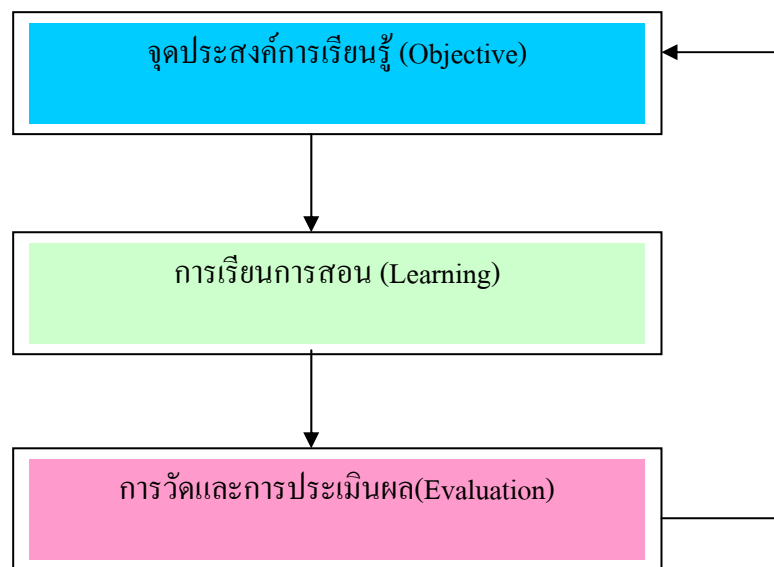 จุดประสงค์การเรียนรู้ (Objective)
การเรียนการสอน (Learning)
การวัดและการประเมินผล(Evaluation)